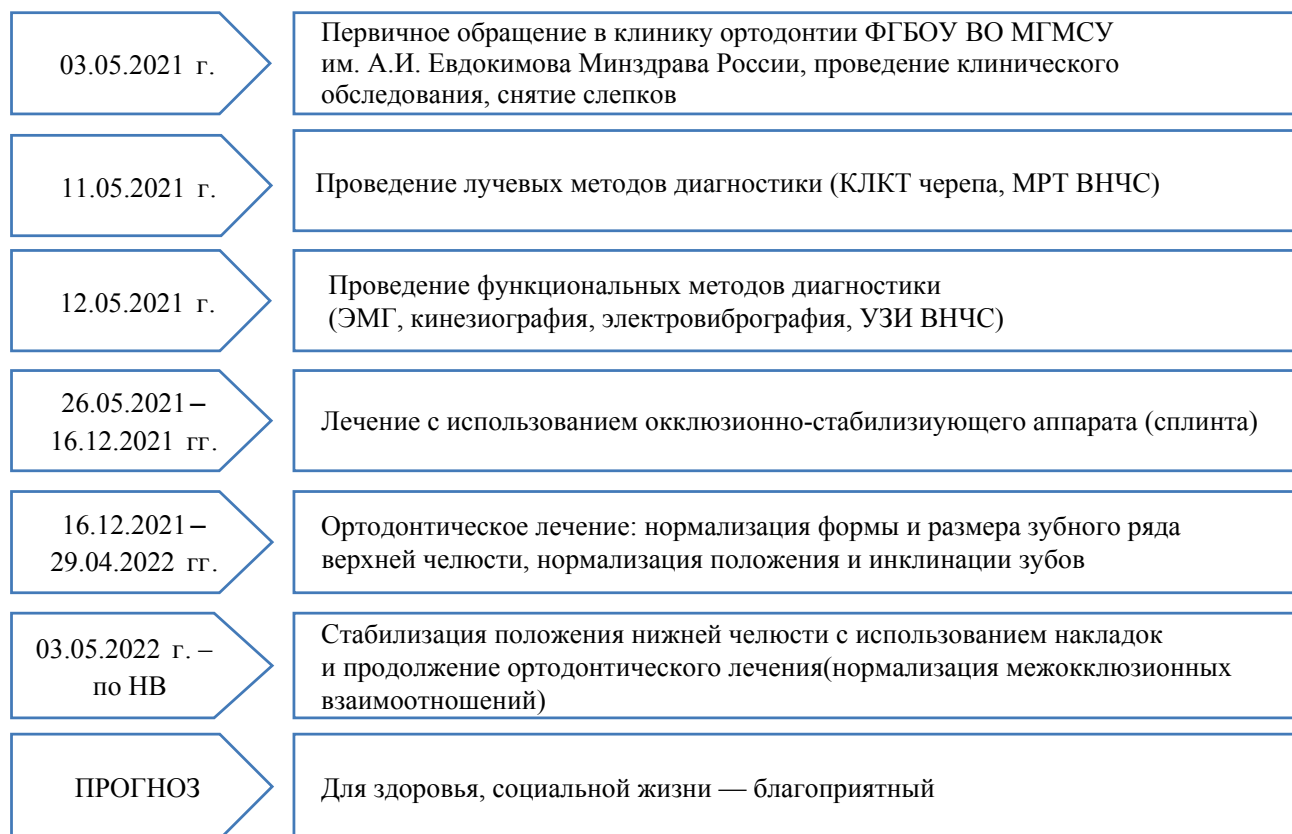 03.05.2021 г.
Первичное обращение в клинику ортодонтии ФГБОУ ВО МГМСУ
им. А.И. Евдокимова Минздрава России, проведение клинического
обследования, снятие слепков
11.05.2021 г.
Проведение лучевых методов диагностики (КЛКТ черепа, МРТ ВНЧС)
12.05.2021 г.
Проведение функциональных методов диагностики
(ЭМГ, кинезиография, электровибрография, УЗИ ВНЧС)
26.05.2021–
16.12.2021 гг.
Лечение с использованием окклюзионно-стабилизиующего аппарата (сплинта)
16.12.2021–
29.04.2022 гг.
Ортодонтическое лечение: нормализация формы и размера зубного ряда
верхней челюсти, нормализация положения и инклинации зубов
03.05.2022 г. –
по НВ
Стабилизация положения нижней челюсти с использованием накладок
и продолжение ортодонтического лечения(нормализация межокклюзионных
взаимоотношений)
ПРОГНОЗ
Для здоровья, социальной жизни — благоприятный